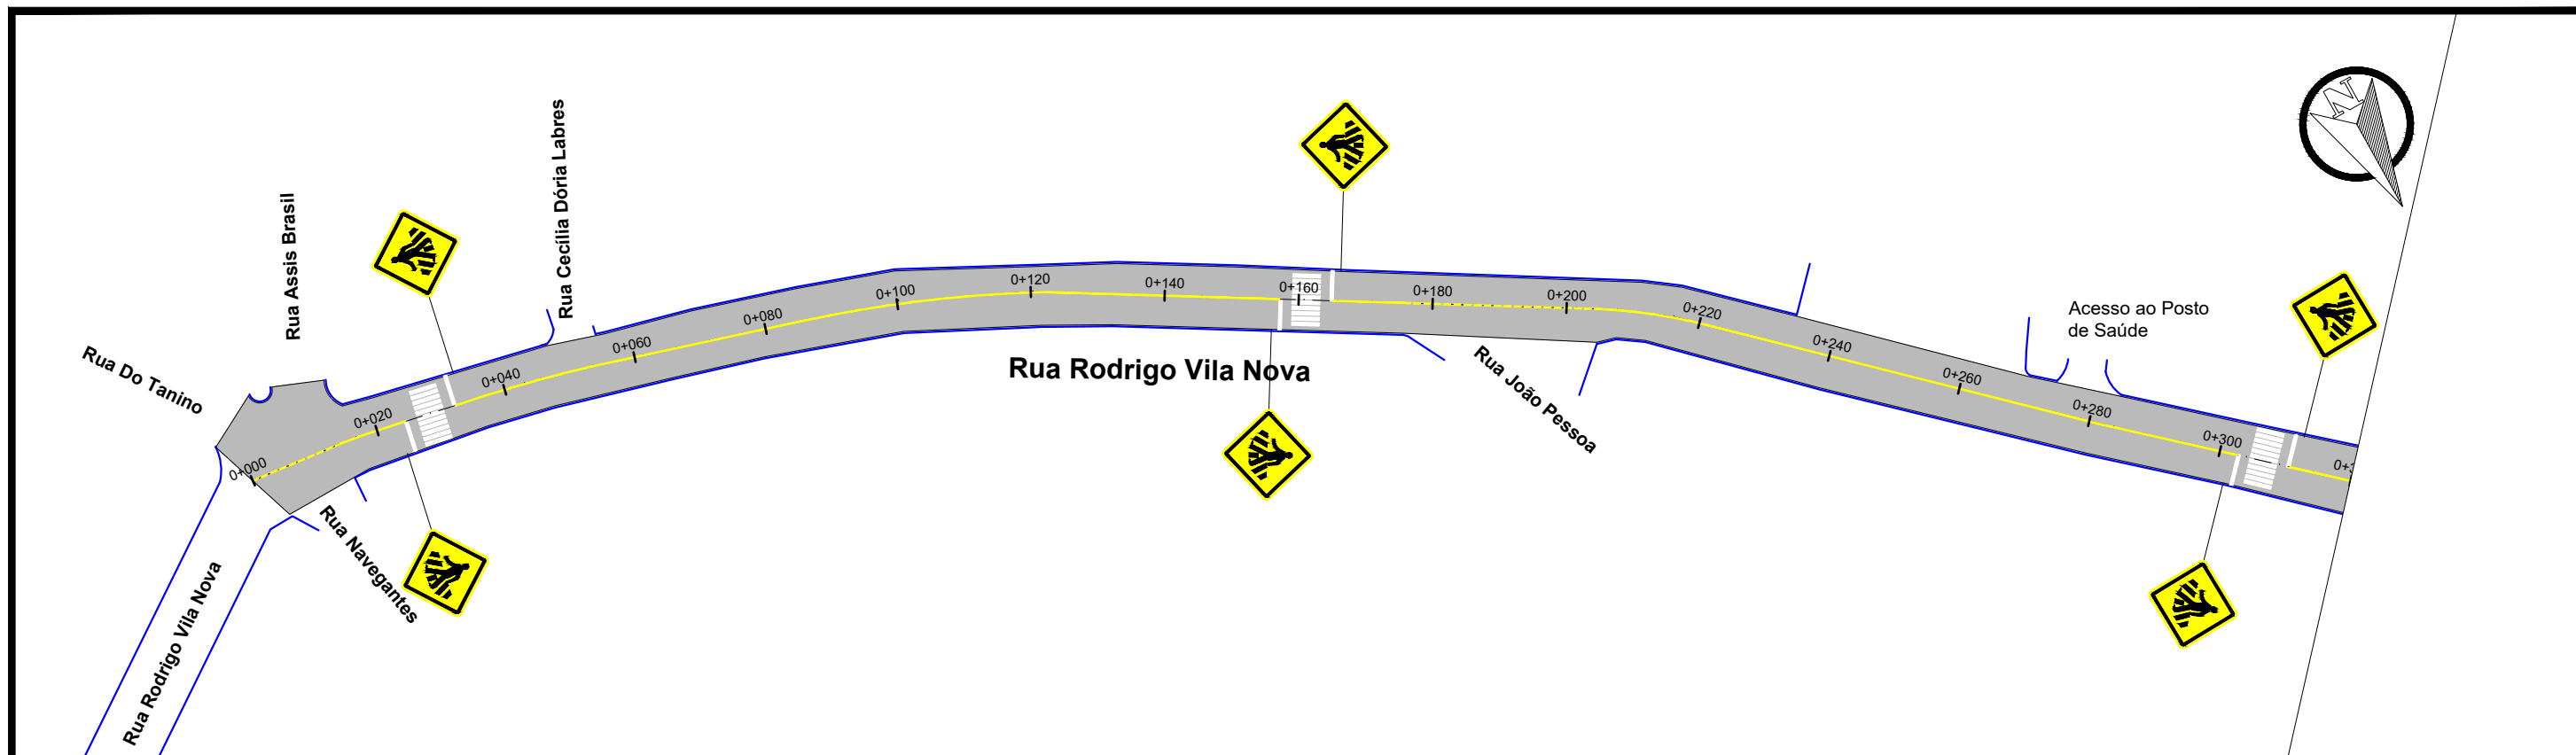 Rua Do Tanino
Rua Assis Brasil
Rua Cecília Dória Labres
N
0+000
0+020
0+040
0+060
0+080
0+100
0+120
0+140
0+160
0+180
0+200
0+220
0+240
0+260
0+280
0+300
Acesso ao Posto
de Saúde
Rua Rodrigo Vila Nova
Rua João Pessoa
Rua Navegantes
Rua Rodrigo Vila Nova